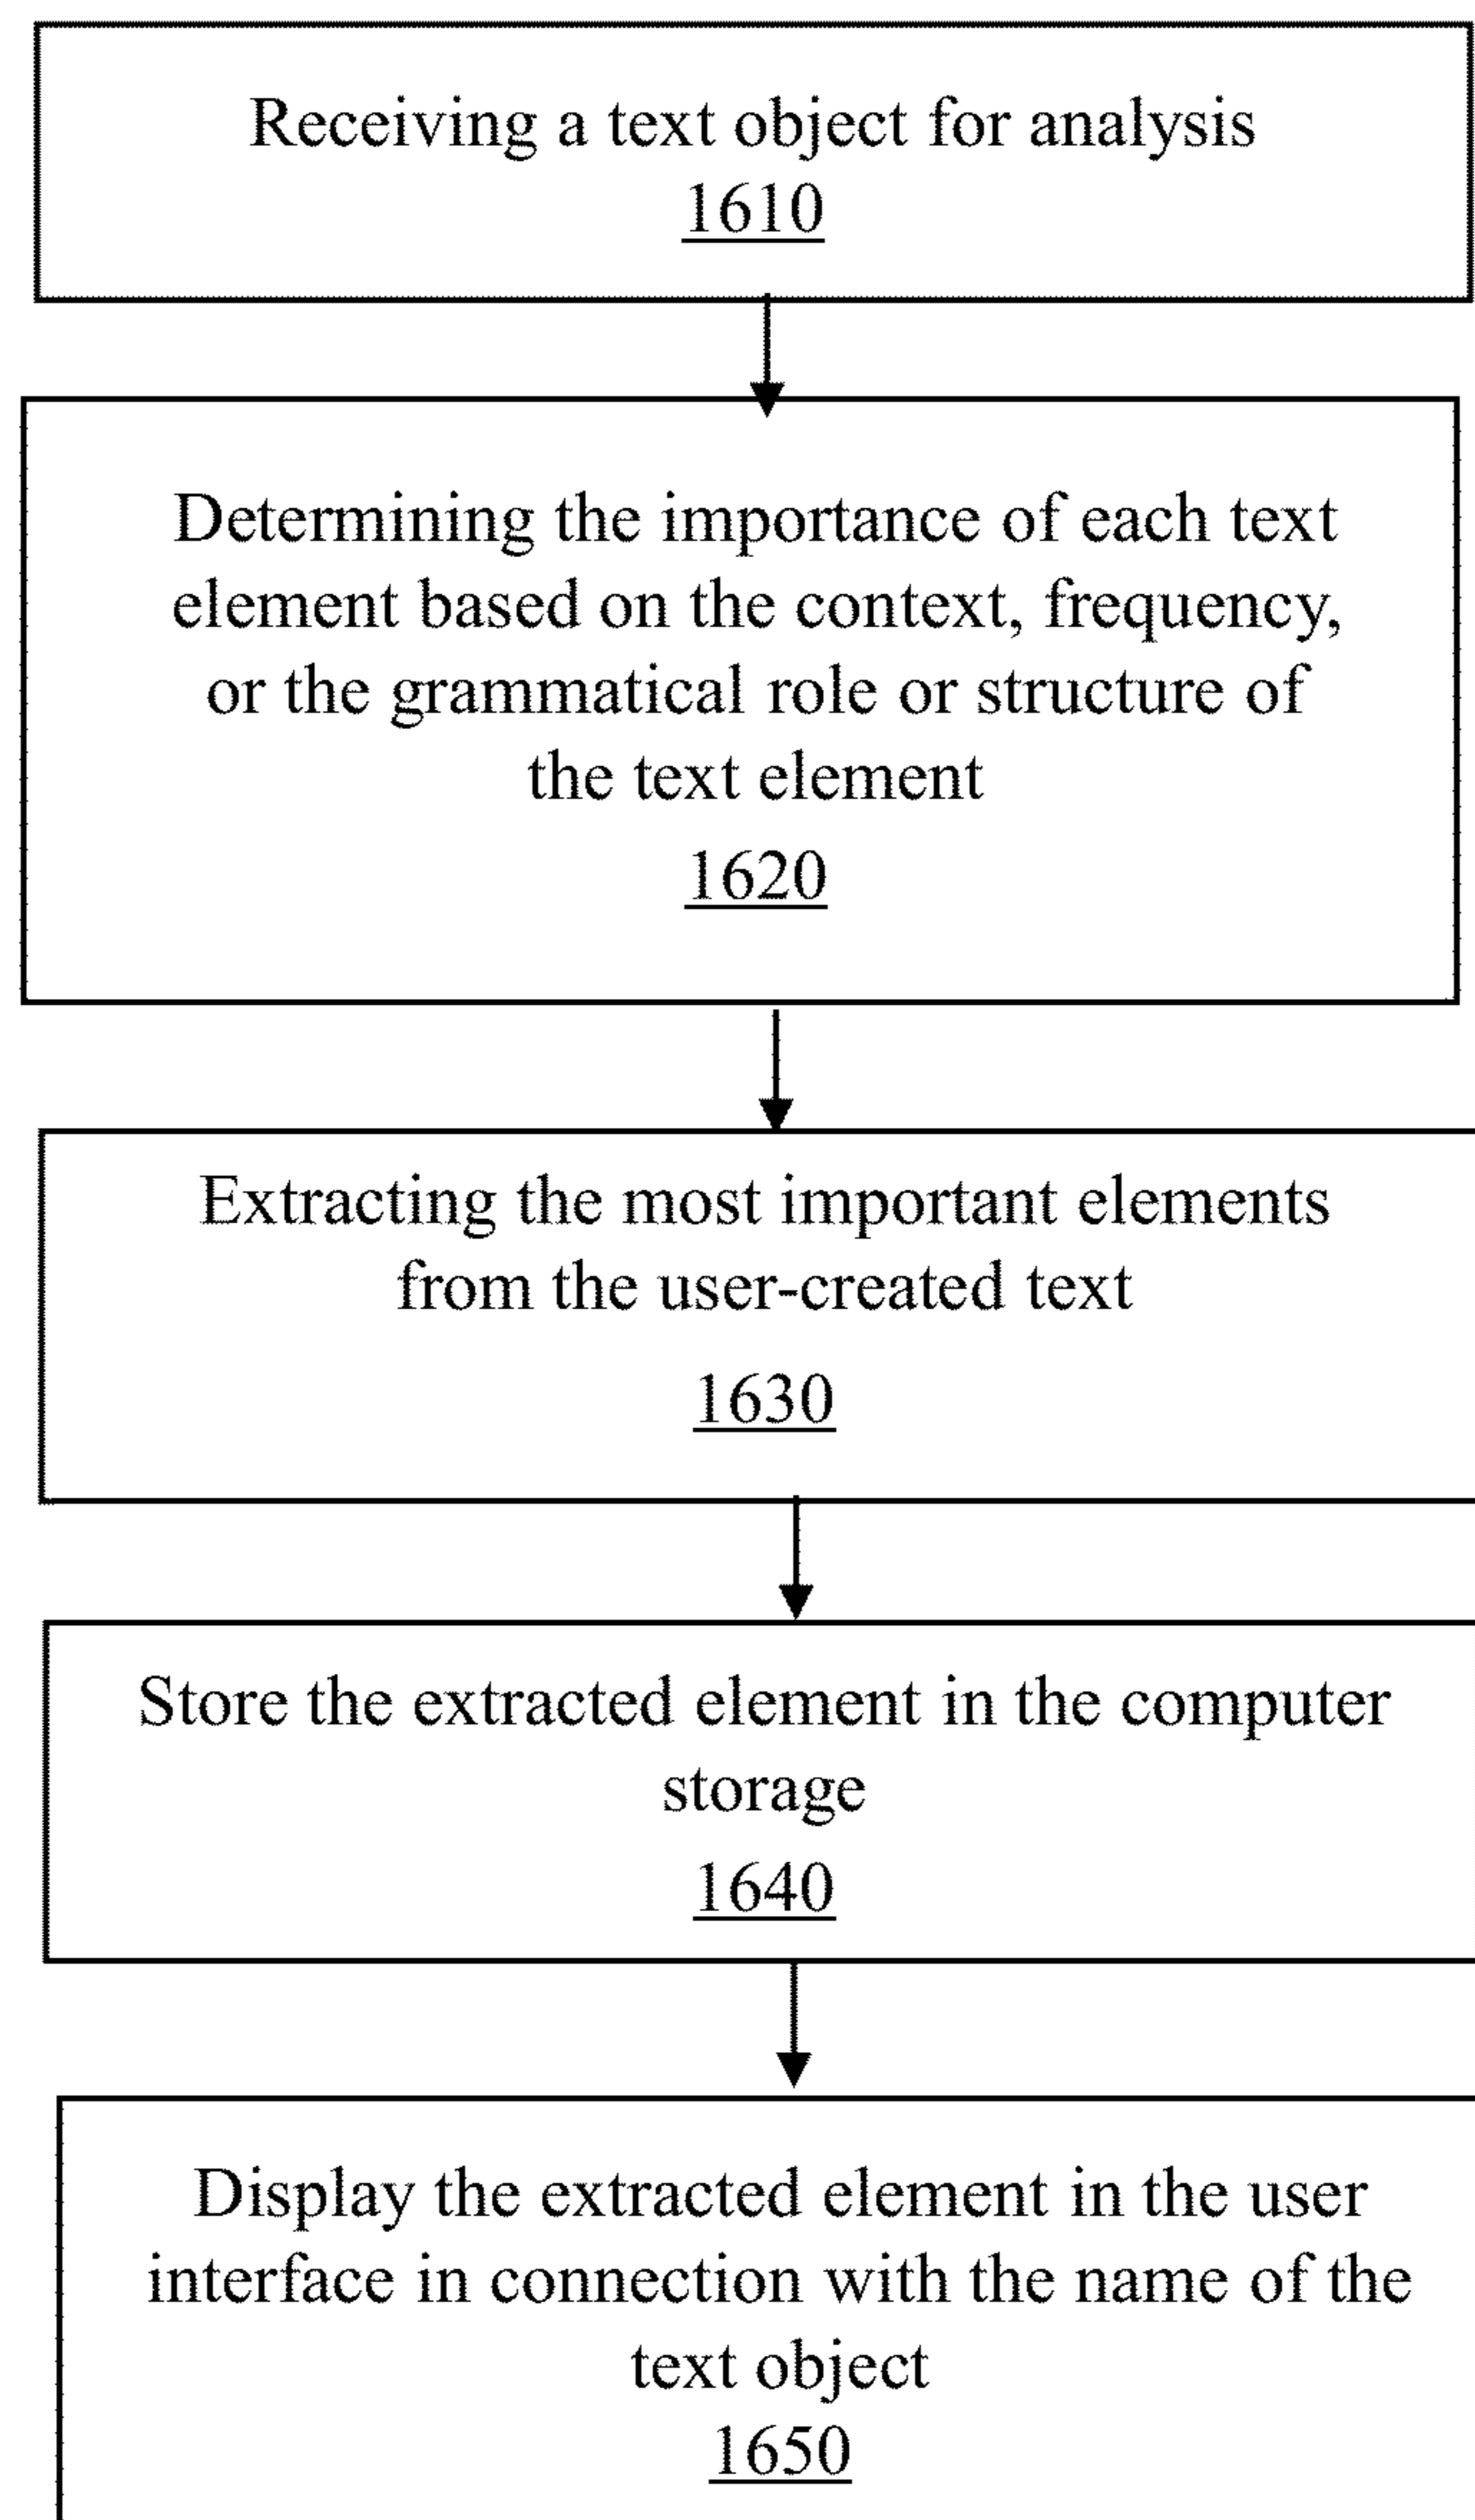 Receiving a text object for analysis
1610
Determining the importance of each text
element based on the context, frequency,
or the grammatical role or structure of
the text element
1620
Extracting the most important elements
from the user-created text
1630
Store the extracted element in the computer
storage
1640
Display the extracted element in the user
interface in connection with the name of the
text object
1650